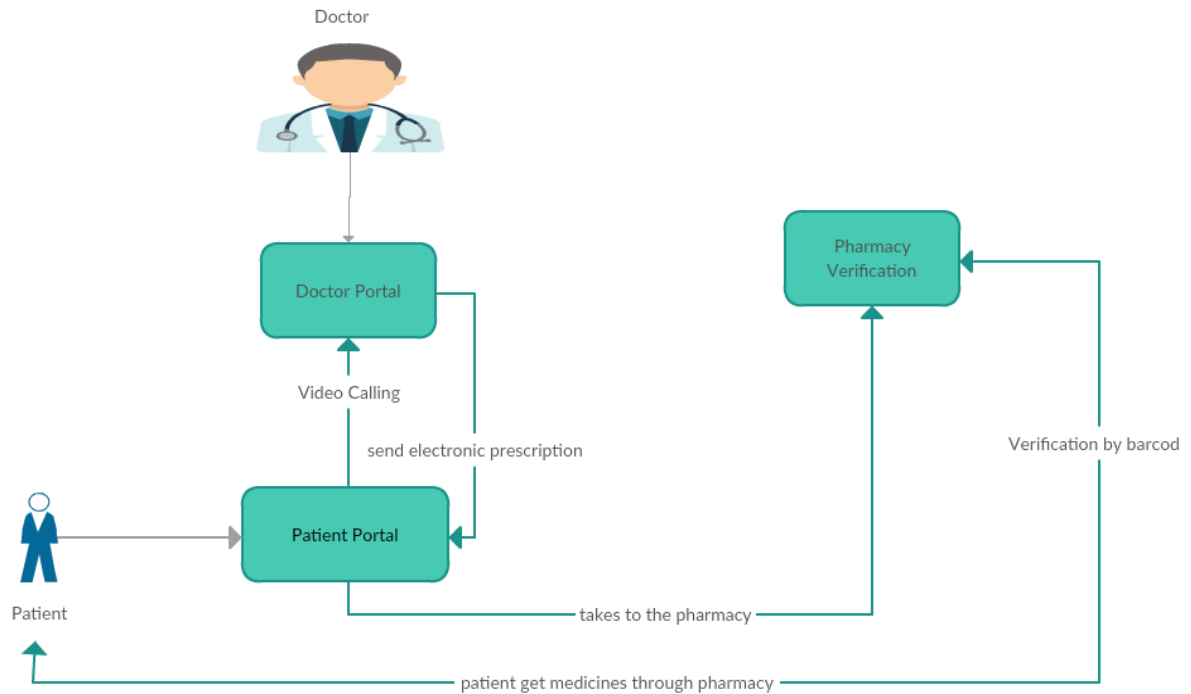 Doctor
Pharmacy
Verification
Doctor Portal
Video Calling
send electronic prescription
Verification by barcod
Patient Portal
Patient
takes to the pharmacy
patient get medicines through pharmacy